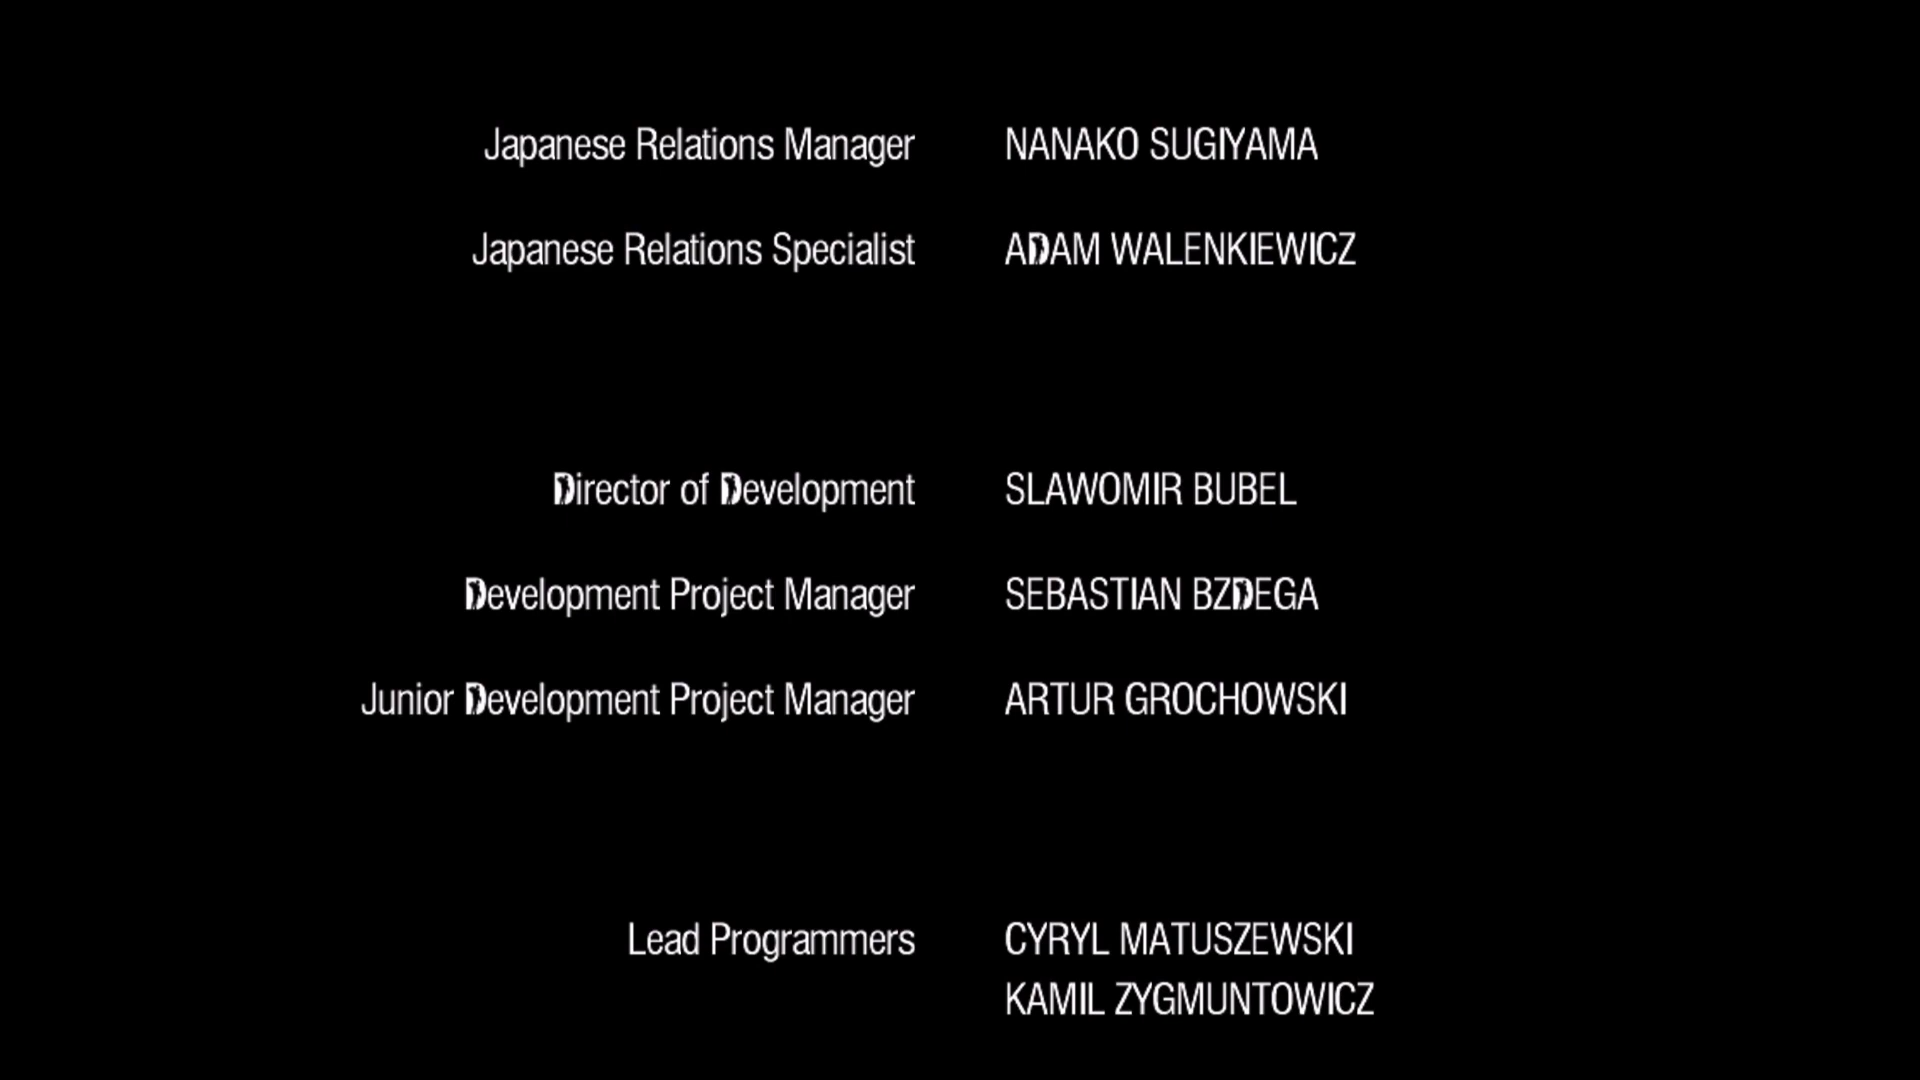 Japanese Relations Manager NANAKO SUGIYAMA
Japanese Relations Specialist ADAM WALENKIEWICZ
Director of Development SLAWOMIR BUBEL
Development Project Manager SEBASTIAN BZDEGA
Junior Development Project Manager ARTUR GROCHOWSKI
Lead Programmers CYRYL MATUSZEWSKI
KAMIL ZYGMUNTOWICZ